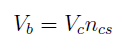 V_b = V_c n_{cs}